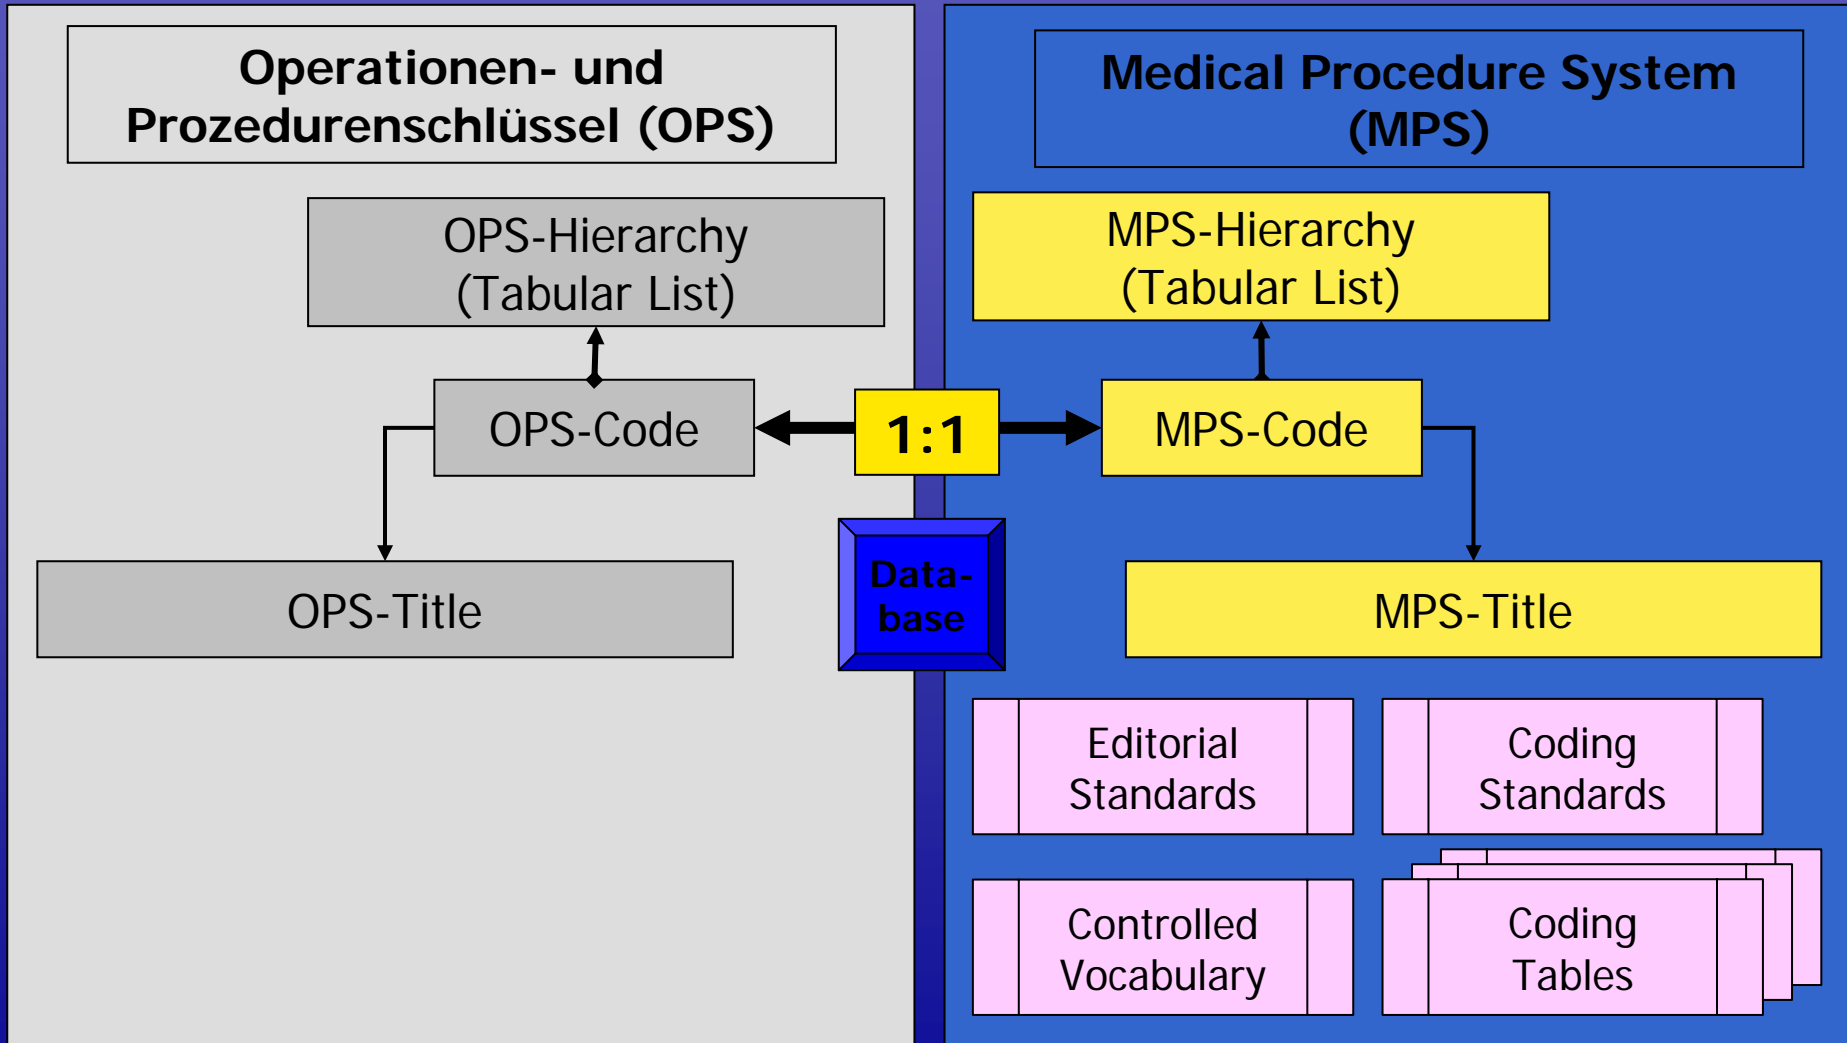 Operationen- und
Prozedurenschlüssel (OPS)
OPS-Hierarchy
(Tabular List)
OPS-Code
OPS-Title
1:1
Data-
base
Medical Procedure System
(MPS)
MPS-Hierarchy
(Tabular List)
MPS-Code
MPS-Title
Editorial
Standards
Coding
Standards
Controlled
Vocabulary
Coding
Tables